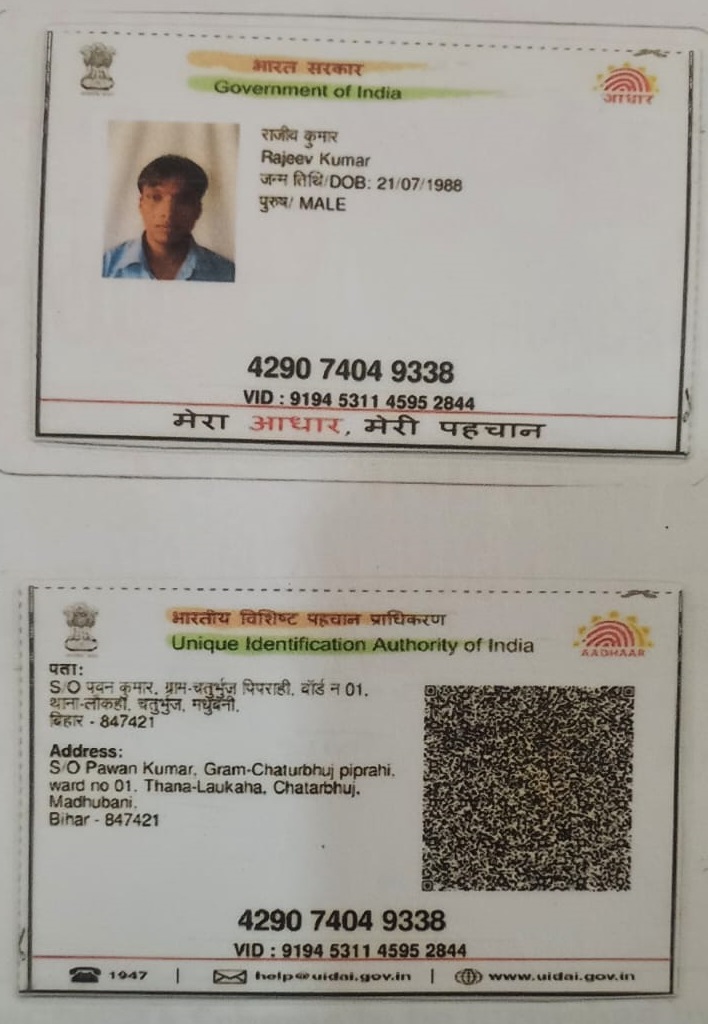 भारत सरकार
Government of India
आधार
राजीव कुमार
Rajeev Kumar
जन्म तिथि/DOB: 21/07/1988
पुरुष/ MALE
4290 7404 9338
VID : 9194 5311 4595 2844
मेरा आधार, मेरी पहचान
भारतीय विशिष्ट पहचान प्राधिकरण
Unique Identification Authority of India
AADHAAR
पता:
S/O पवन कुमार, ग्राम-चतुर्भुज पिपराही, वॉर्ड न 01,
थाना-लौकही, चतुर्भुज, मधुबनी,
बिहार - 847421
Address:
S/O Pawan Kumar, Gram-Chaturbhuj piprahi,
ward no 01, Thana-Laukaha, Chatarbhuj,
Madhubani,
Bihar - 847421
4290 7404 9338
VID : 9194 5311 4595 2844
1947 | help@uidai.gov.in | www.uidai.gov.in